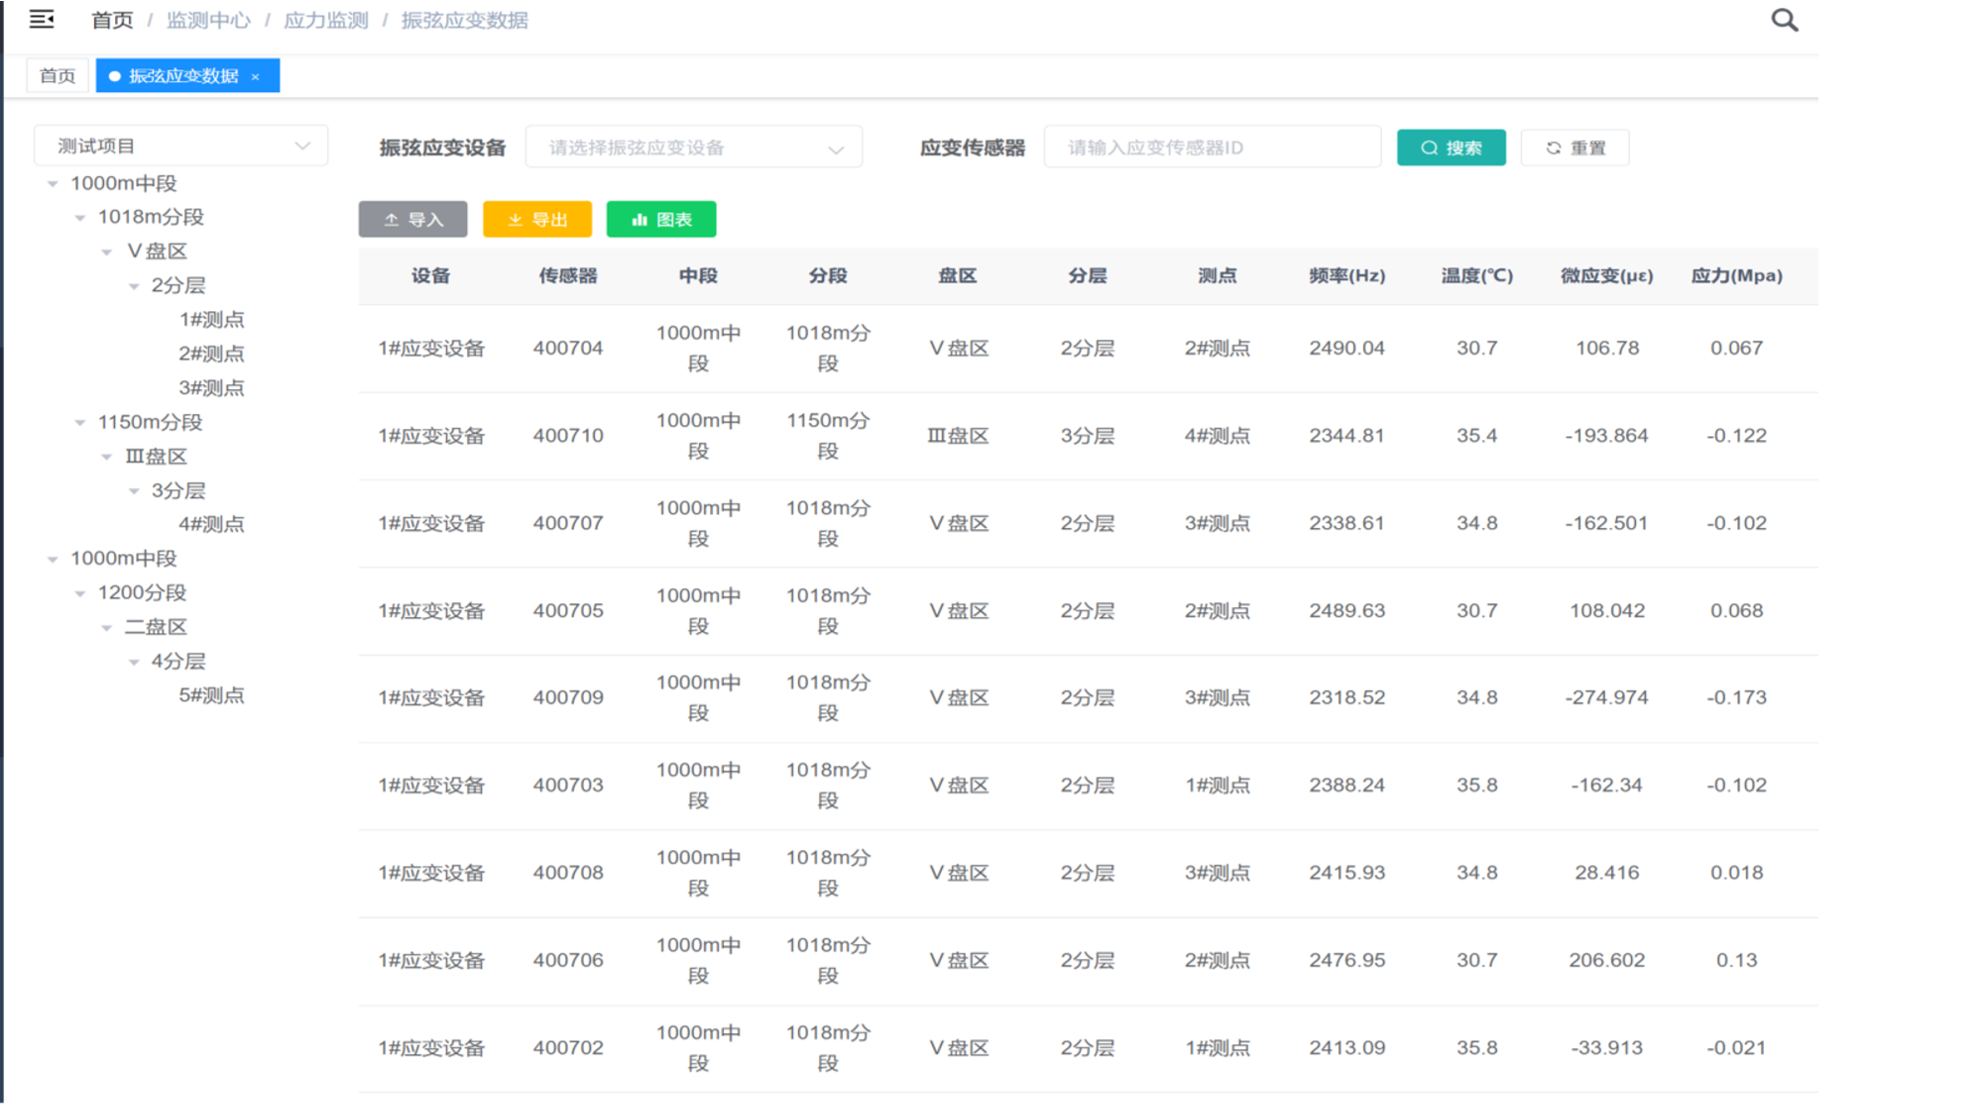 首页 / 监测中心 / 应力监测 / 振弦应变数据
首页 振弦应变数据 ×
测试项目
1000m中段
1018m分段
Ⅴ盘区
2分层
1#测点
2#测点
3#测点
1150m分段
Ⅲ盘区
3分层
4#测点
1000m中段
1200分段
二盘区
4分层
5#测点
振弦应变设备 请选择振弦应变设备 应变传感器 请输入应变传感器ID 搜索 重置
导入 导出 图表
设备 传感器 中段 分段 盘区 分层 测点 频率(Hz) 温度(℃) 微应变(με) 应力(Mpa)
1#应变设备 400704 1000m中段 1018m分段 Ⅴ盘区 2分层 2#测点 2490.04 30.7 106.78 0.067
1#应变设备 400710 1000m中段 1150m分段 Ⅲ盘区 3分层 4#测点 2344.81 35.4 -193.864 -0.122
1#应变设备 400707 1000m中段 1018m分段 Ⅴ盘区 2分层 3#测点 2338.61 34.8 -162.501 -0.102
1#应变设备 400705 1000m中段 1018m分段 Ⅴ盘区 2分层 2#测点 2489.63 30.7 108.042 0.068
1#应变设备 400709 1000m中段 1018m分段 Ⅴ盘区 2分层 3#测点 2318.52 34.8 -274.974 -0.173
1#应变设备 400703 1000m中段 1018m分段 Ⅴ盘区 2分层 1#测点 2388.24 35.8 -162.34 -0.102
1#应变设备 400708 1000m中段 1018m分段 Ⅴ盘区 2分层 3#测点 2415.93 34.8 28.416 0.018
1#应变设备 400706 1000m中段 1018m分段 Ⅴ盘区 2分层 2#测点 2476.95 30.7 206.602 0.13
1#应变设备 400702 1000m中段 1018m分段 Ⅴ盘区 2分层 1#测点 2413.09 35.8 -33.913 -0.021